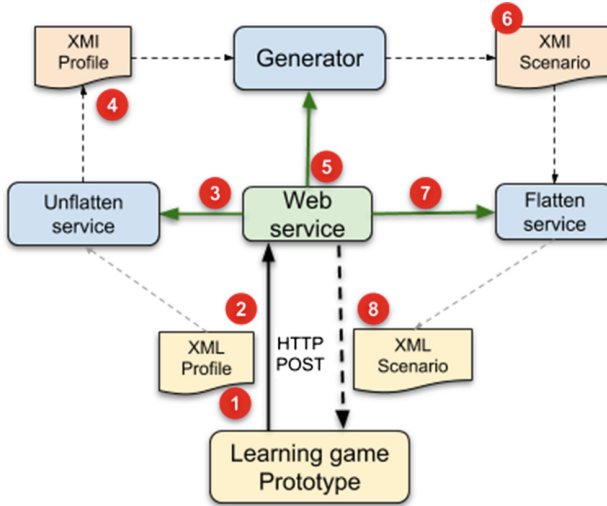 6
XMI
Profile
Generator
XMI
Scenario
4
5
3
7
Unflatten
service
Web
service
Flatten
service
2
8
XML
Profile
HTTP
POST
XML
Scenario
1
Learning game
Prototype